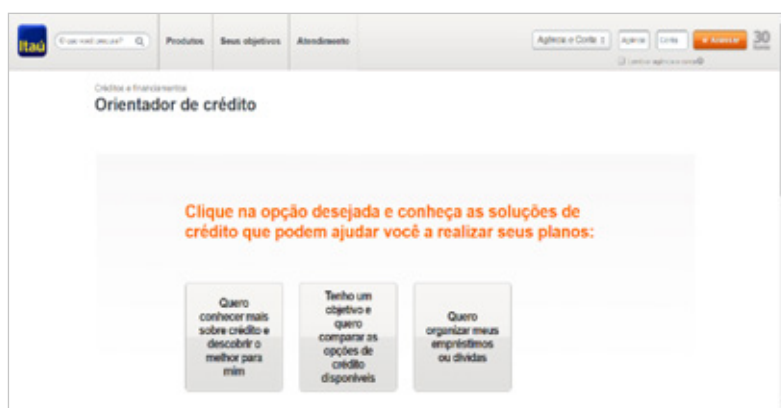 Itaú
Produtos
Seus objetivos
Atendimento
Agência e Conta
Agência
Conta
Acessar
30
Créditos e financiamentos
Orientador de crédito
Clique na opção desejada e conheça as soluções de
crédito que podem ajudar você a realizar seus planos:
Quero
conhecer mais
sobre crédito e
descobrir o
melhor para
mim
Tenho um
objetivo e
quero
comparar as
opções de
crédito
disponíveis
Quero
organizar meus
empréstimos
ou dívidas